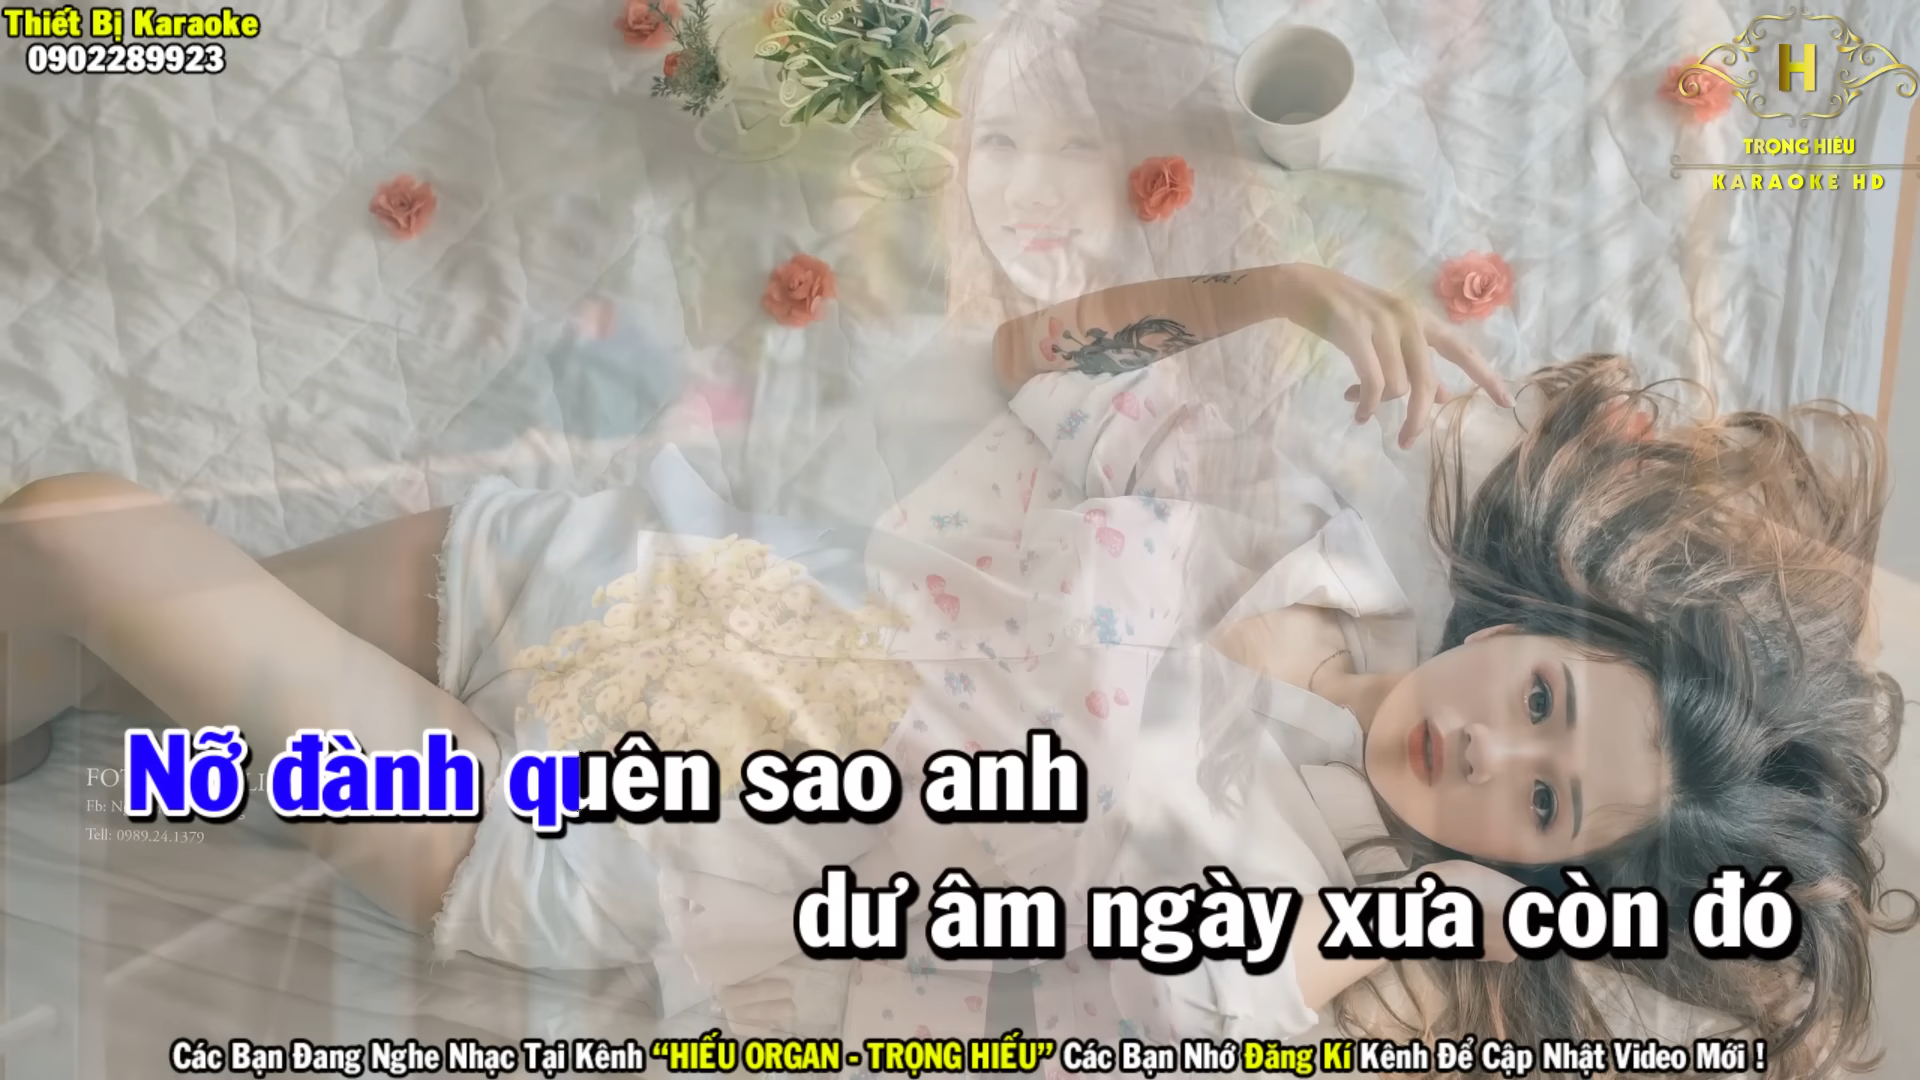 Thiết Bị Karaoke
0902289923
H
TRỌNG HIẾU
KARAOKE HD
Nỡ đành quên sao anh
Tell: 0989.24.1379
dư âm ngày xưa còn đó
Các Bạn Đang Nghe Nhạc Tại Kênh “HIẾU ORGAN - TRỌNG HIẾU” Các Bạn Nhớ Đăng Kí Kênh Để Cập Nhật Video Mới !